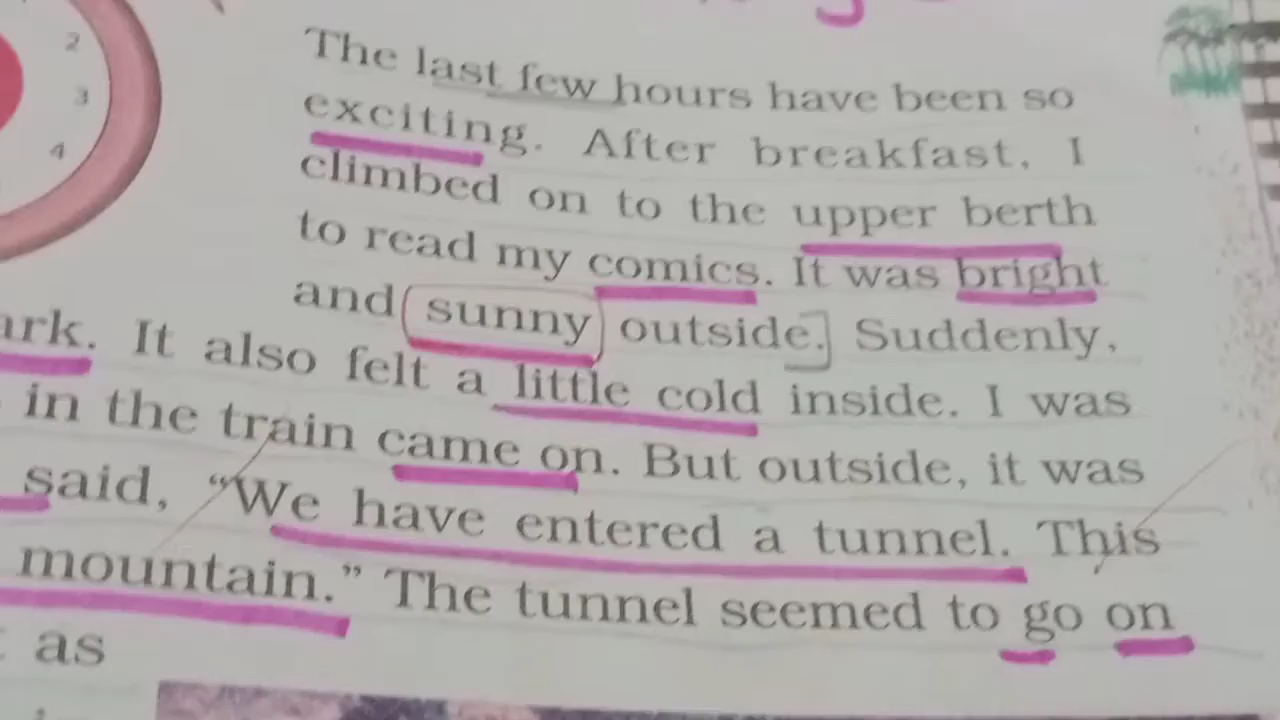 2
3
4
The last few hours have been so
exciting. After breakfast, I
climbed on to the upper berth
to read my comics. It was bright
and sunny outside. Suddenly,
ark. It also felt a little cold inside. I was
in the train came on. But outside, it was
said, “We have entered a tunnel. This
mountain.” The tunnel seemed to go on
as